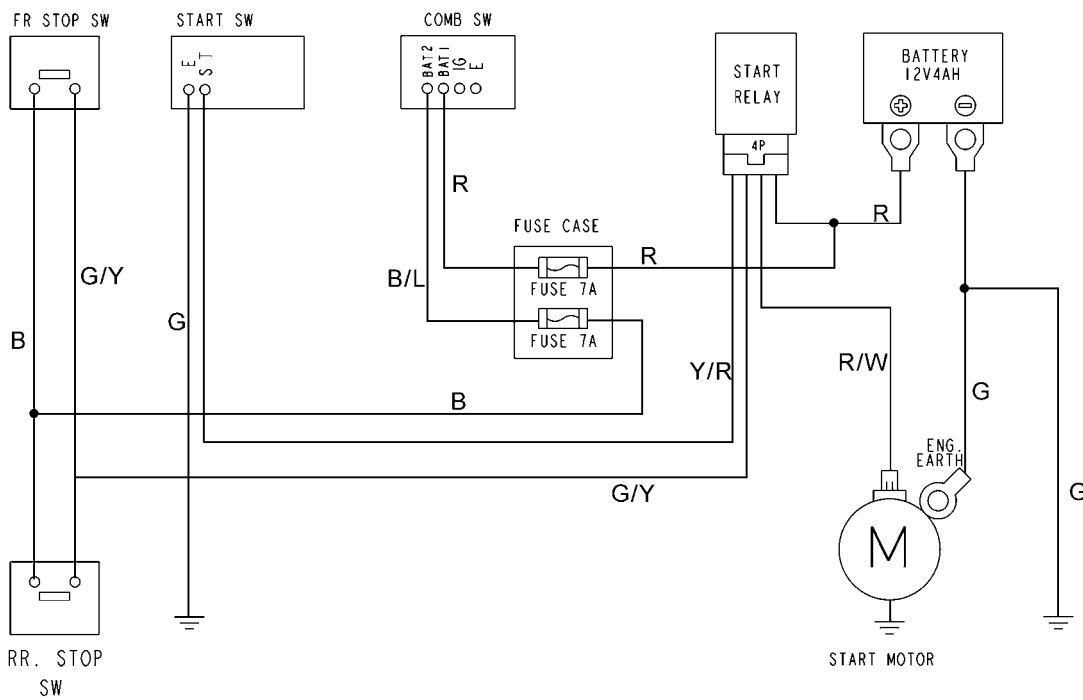 FR STOP SW
START SW
COMB SW
E
ST
BAT2
BAT1
IG
E
START
RELAY
4P
BATTERY
12V4AH
+
−
R
FUSE CASE
R
R
FUSE 7A
FUSE 7A
B/L
G/Y
G
B
B
Y/R
R/W
G
ENG.
EARTH
G/Y
G
M
RR. STOP
SW
START MOTOR